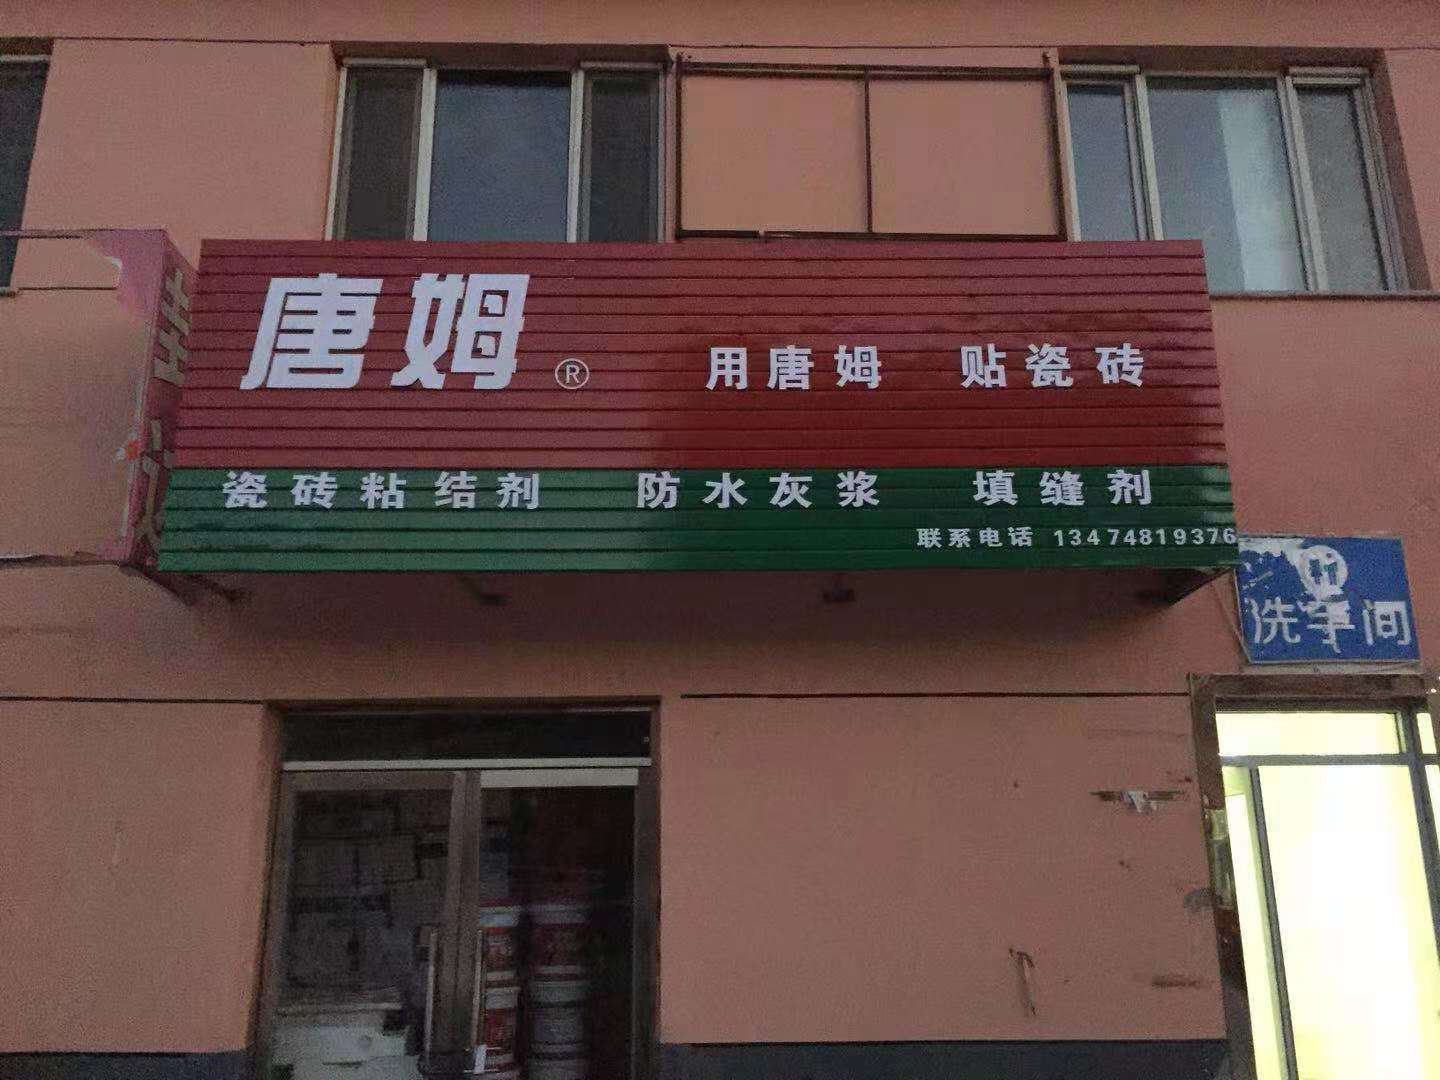 唐姆®
用唐姆 贴瓷砖
瓷砖粘结剂 防水灰浆 填缝剂
联系电话 13474819376
洗手间